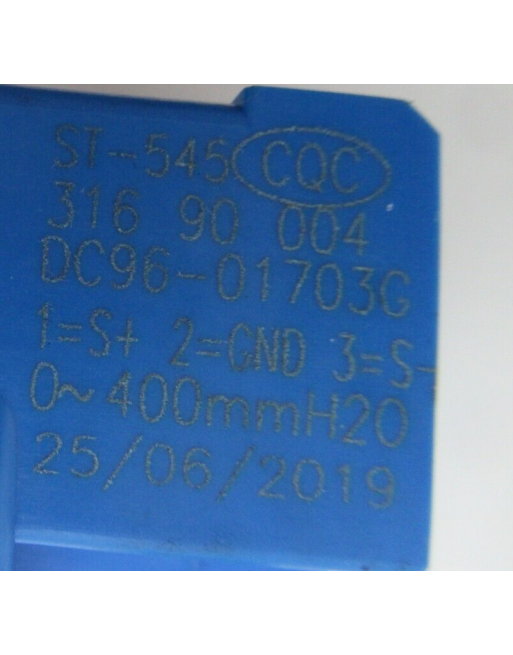 ST-545 CQC
316 90 004
DC96-01703G
1=S+ 2=GND 3=S-
0~400mmH2O
25/06/2019